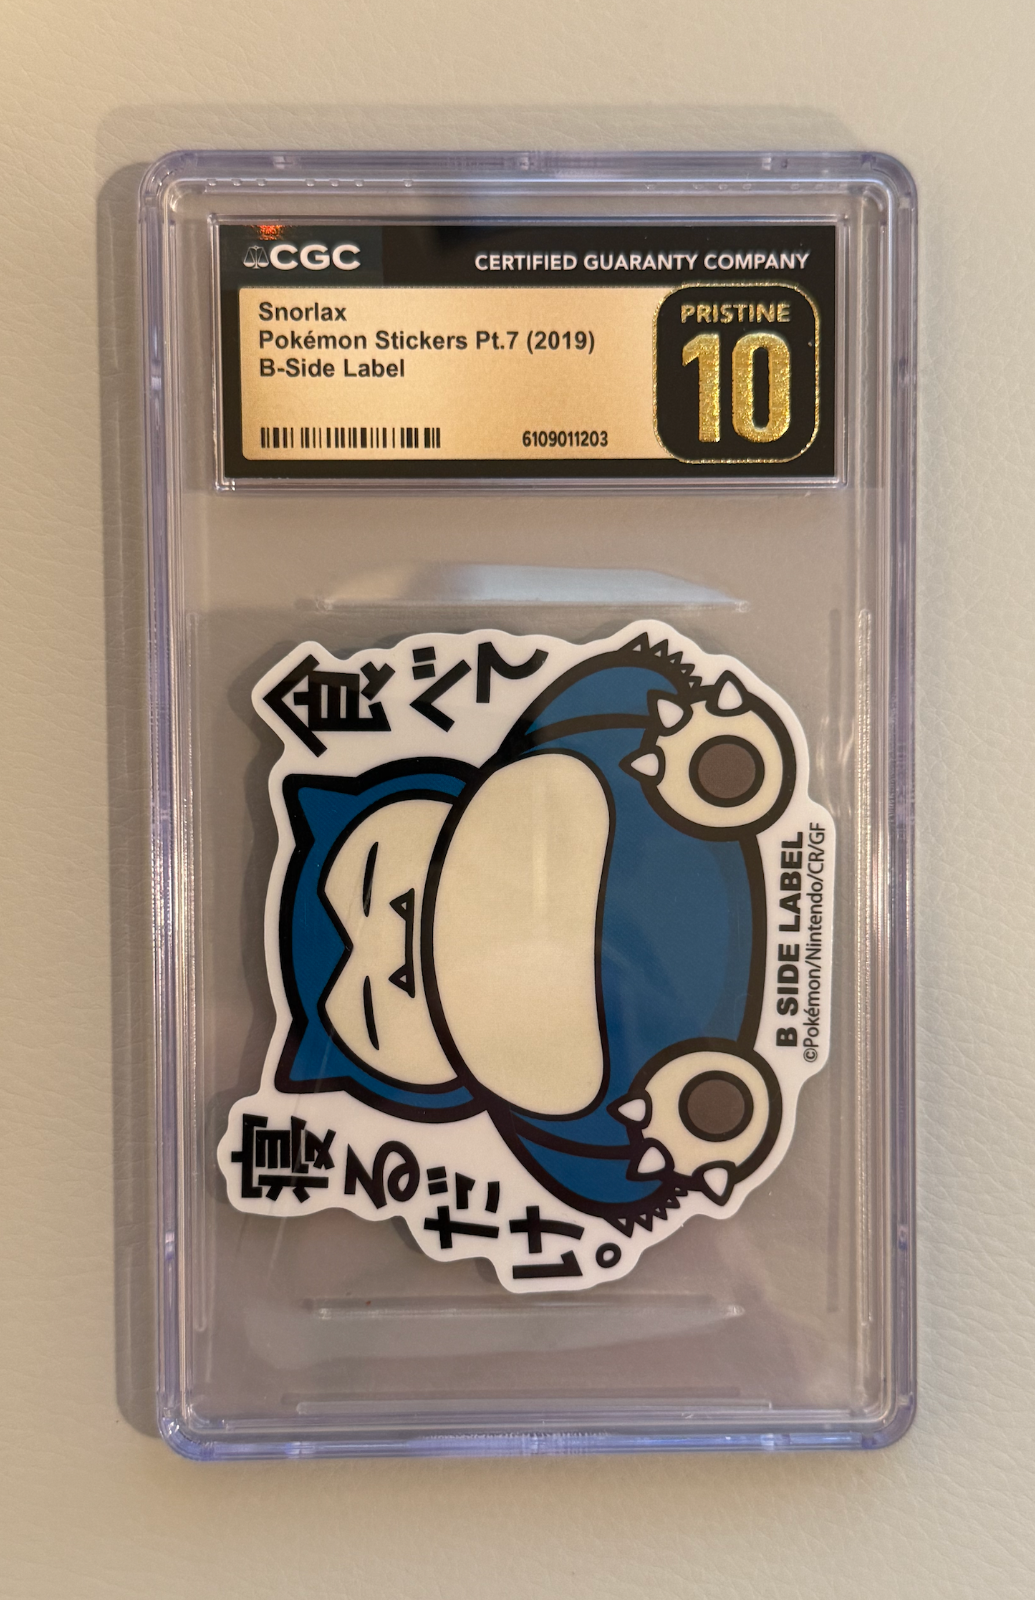 CGC
CERTIFIED GUARANTY COMPANY
Snorlax
Pokémon Stickers Pt.7 (2019)
B-Side Label
6109011203
PRISTINE
10
食べて
寝るだけ。
B SIDE LABEL
©Pokémon/Nintendo/CR/GF